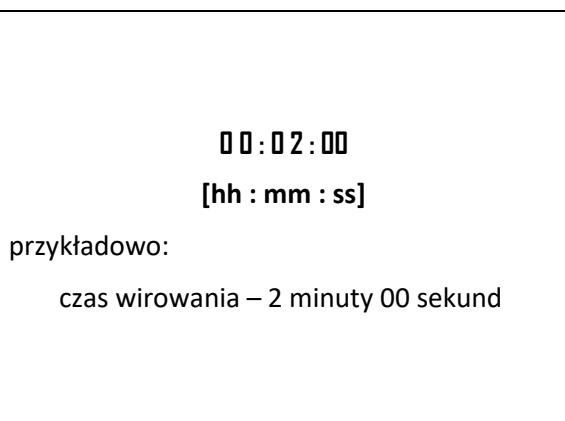 00:02:00
[hh : mm : ss]
przykładowo:
czas wirowania – 2 minuty 00 sekund